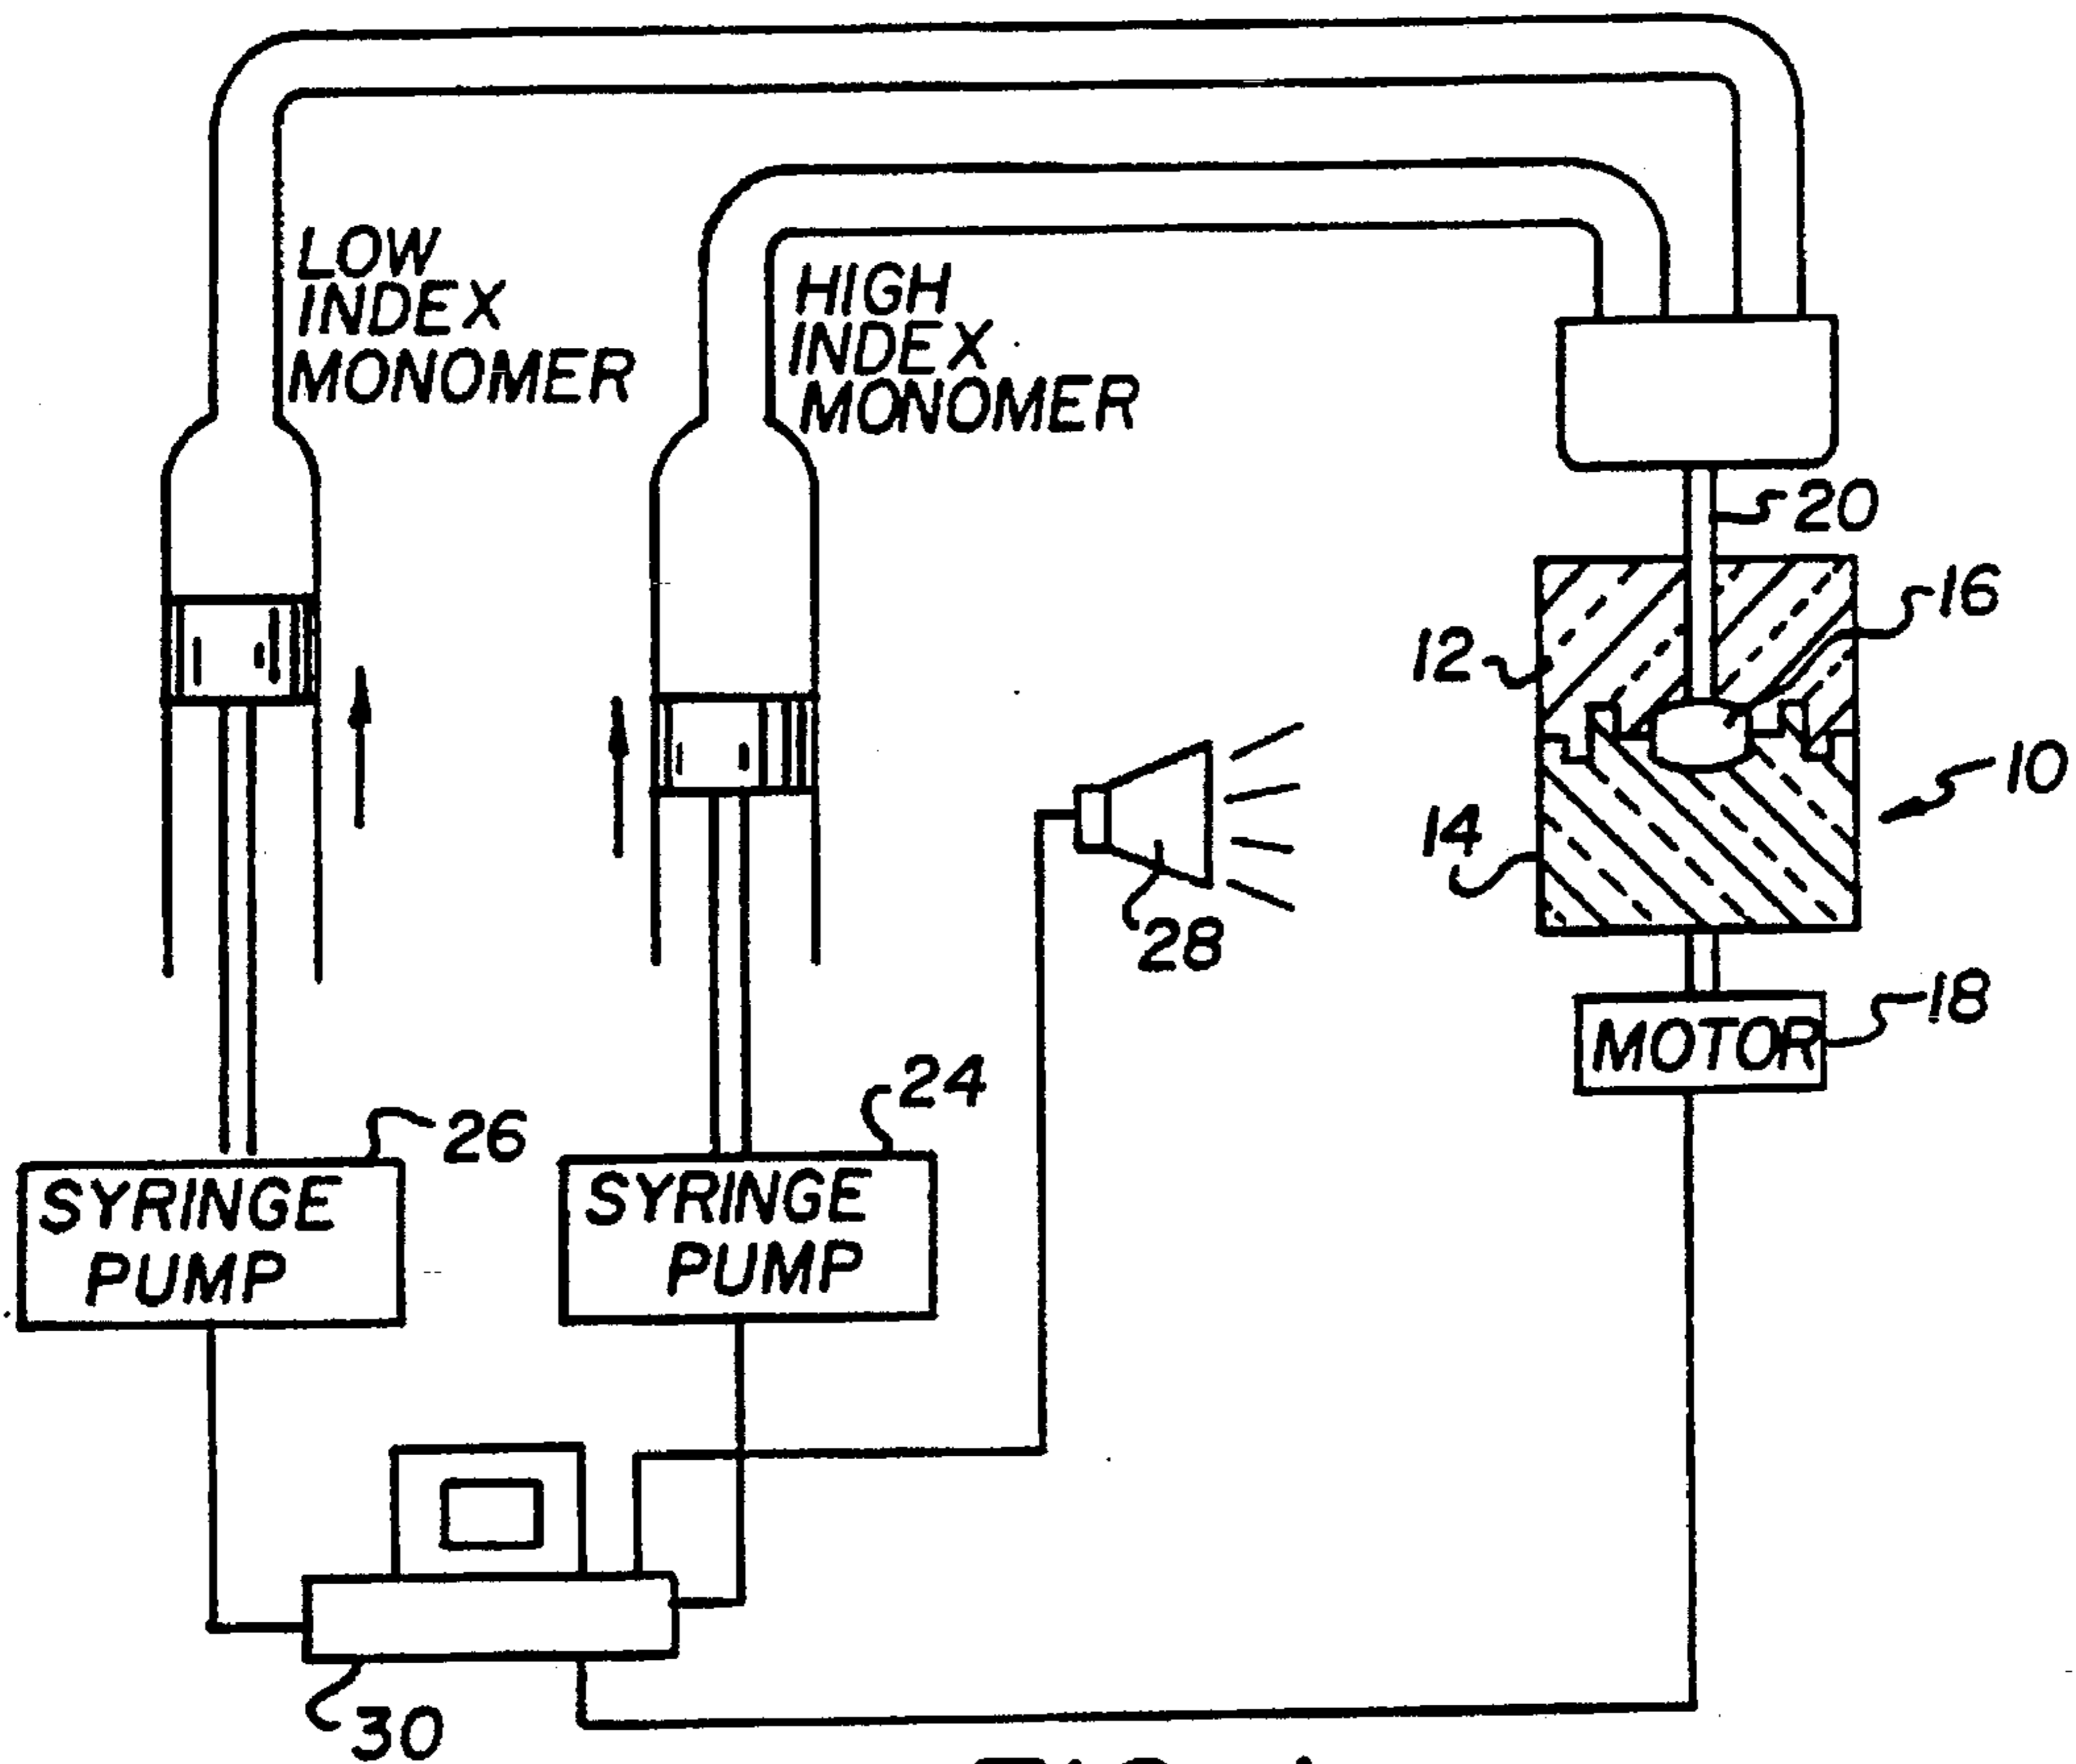 LOW
INDEX
MONOMER
HIGH
INDEX
MONOMER
20
16
12
10
14
28
18
MOTOR
24
26
SYRINGE
PUMP
SYRINGE
PUMP
30